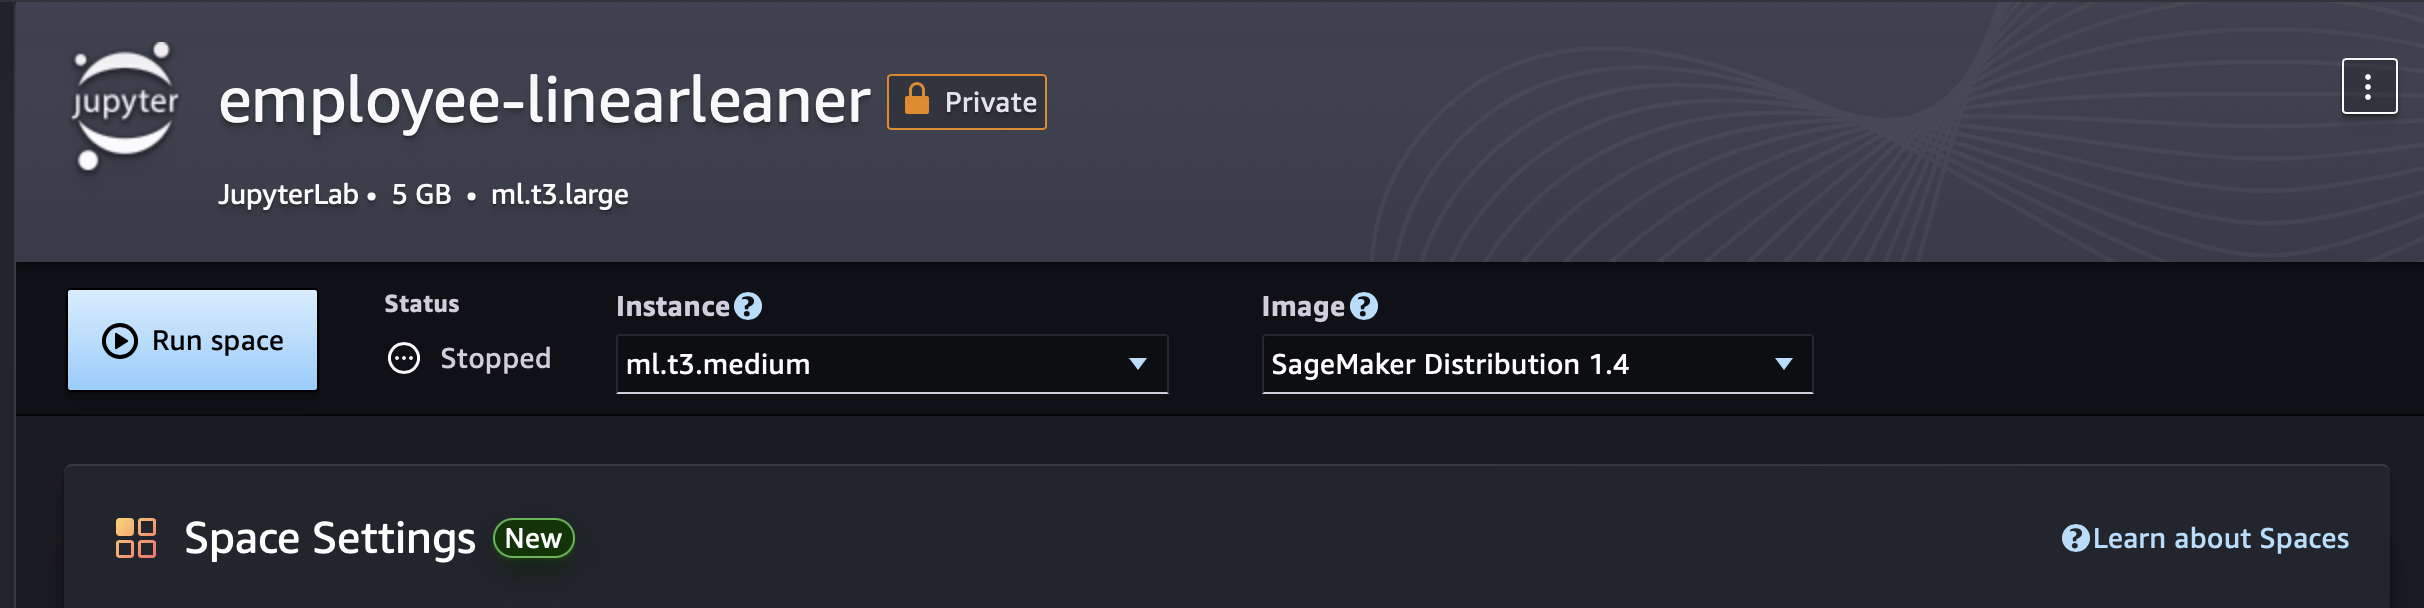 jupyter
employee-linearleaner Private
JupyterLab • 5 GB • ml.t3.large
Run space
Status
Stopped
Instance ?
ml.t3.medium
Image ?
SageMaker Distribution 1.4
Space Settings New
? Learn about Spaces